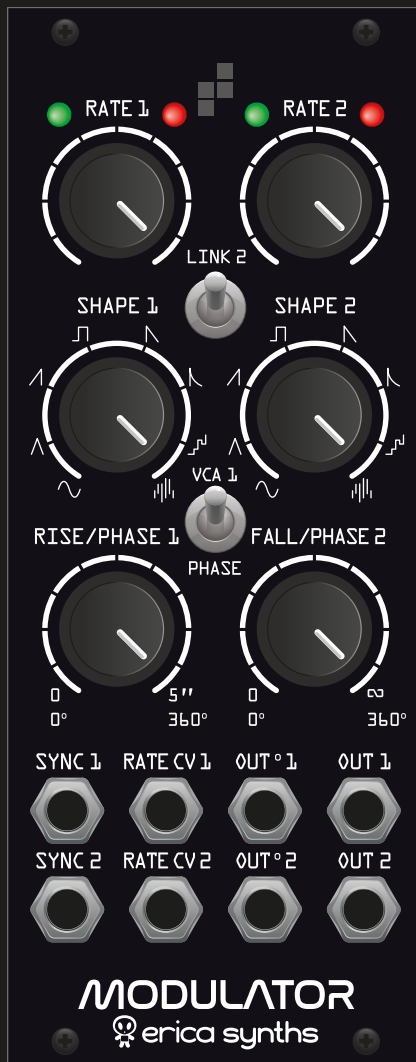 RATE 1 RATE 2
LINK 2
SHAPE 1 SHAPE 2
VCA 1
RISE/PHASE 1 FALL/PHASE 2
PHASE
0 5" 0 ∞
0° 360° 0° 360°
SYNC 1 RATE CV 1 OUT° 1 OUT 1
SYNC 2 RATE CV 2 OUT° 2 OUT 2
MODULATOR
erica synths